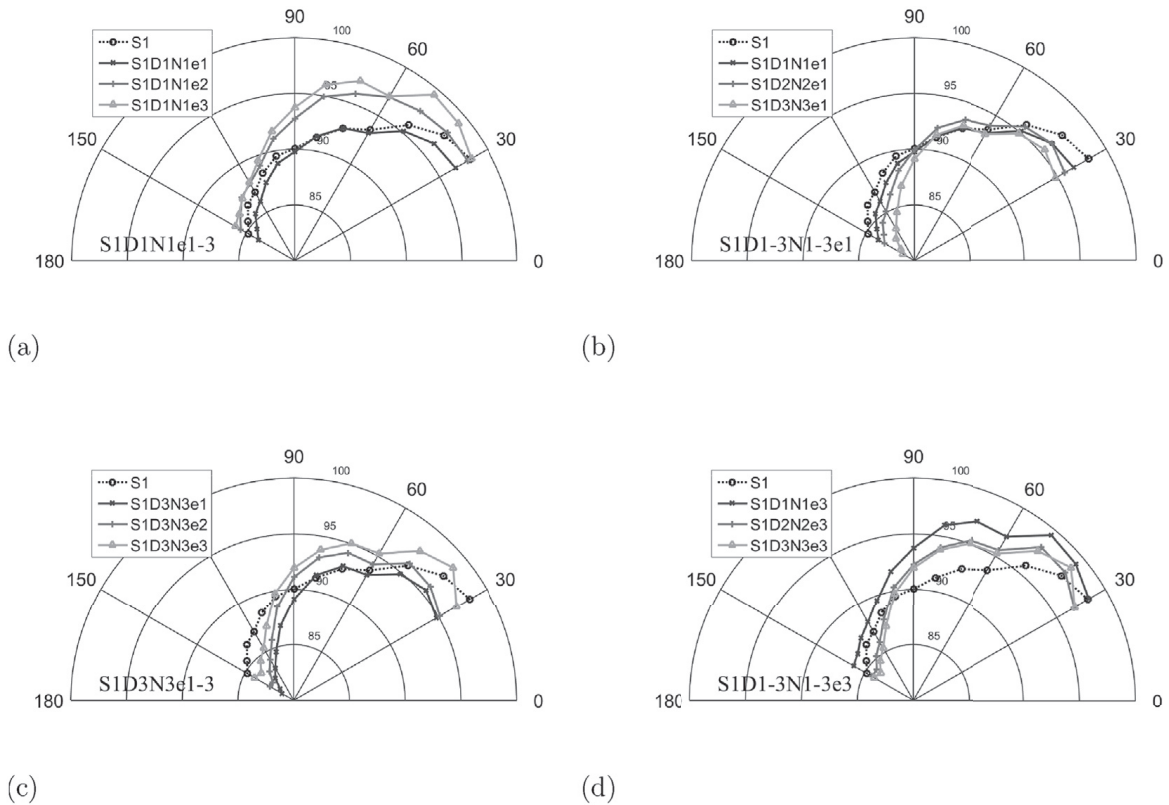 90
100
60
S1
S1D1N1e1
S1D1N1e2
S1D1N1e3
95
150
30
90
85
S1D1N1e1-3
180
0
(a)
90
100
60
S1
S1D1N1e1
S1D2N2e1
S1D3N3e1
95
150
30
90
85
S1D1-3N1-3e1
180
0
(b)
90
100
60
S1
S1D3N3e1
S1D3N3e2
S1D3N3e3
95
150
30
90
85
S1D3N3e1-3
180
0
(c)
90
100
60
S1
S1D1N1e3
S1D2N2e3
S1D3N3e3
95
150
30
90
85
S1D1-3N1-3e3
180
0
(d)